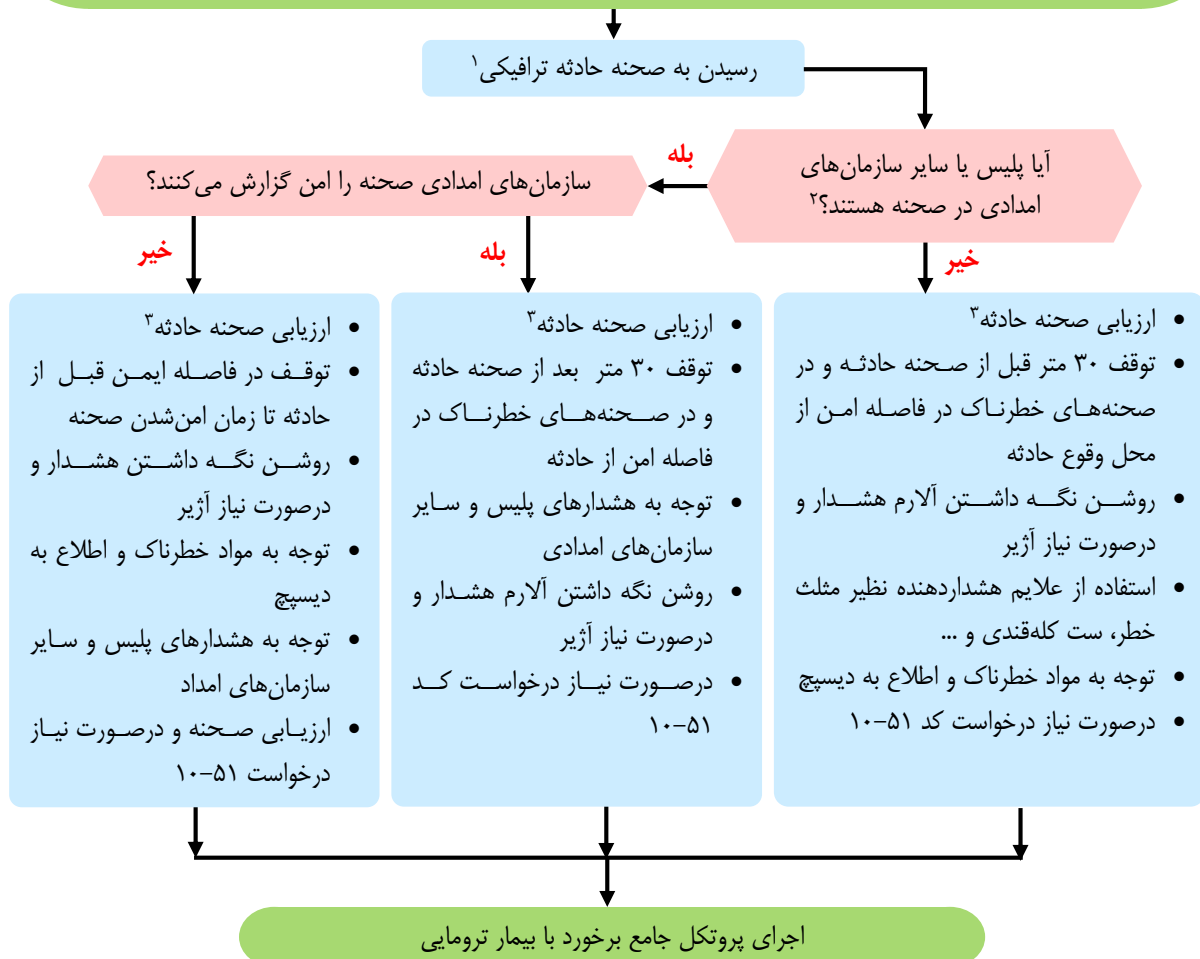 رسیدن به صحنه حادثه ترافیکی۱
آیا پلیس یا سایر سازمان‌های
امدادی در صحنه هستند؟۲
بله
سازمان‌های امدادی صحنه را امن گزارش می‌کنند؟
خیر
بله
خیر
• ارزیابی صحنه حادثه۳
• توقف ۳۰ متر قبل از صحنه حادثه و در
صحنه‌های خطرناک در فاصله امن از
محل وقوع حادثه
• روشن نگه داشتن آلارم هشدار و
درصورت نیاز آژیر
• استفاده از علایم هشداردهنده نظیر مثلث
خطر، ست کله‌قندی و ...
• توجه به مواد خطرناک و اطلاع به دیسپچ
• درصورت نیاز درخواست کد ۵۱-۱۰
• ارزیابی صحنه حادثه۳
• توقف ۳۰ متر بعد از صحنه حادثه
و در صحنه‌های خطرناک در
فاصله امن از حادثه
• توجه به هشدارهای پلیس و سایر
سازمان‌های امدادی
• روشن نگه داشتن آلارم هشدار و
درصورت نیاز آژیر
• درصورت نیاز درخواست کد
۵۱-۱۰
• ارزیابی صحنه حادثه۳
• توقف در فاصله ایمن قبل از
حادثه تا زمان امن‌شدن صحنه
• روشن نگه داشتن هشدار و
درصورت نیاز آژیر
• توجه به مواد خطرناک و اطلاع به
دیسپچ
• توجه به هشدارهای پلیس و سایر
سازمان‌های امداد
• ارزیابی صحنه و درصورت نیاز
درخواست ۵۱-۱۰
اجرای پروتکل جامع برخورد با بیمار ترومایی